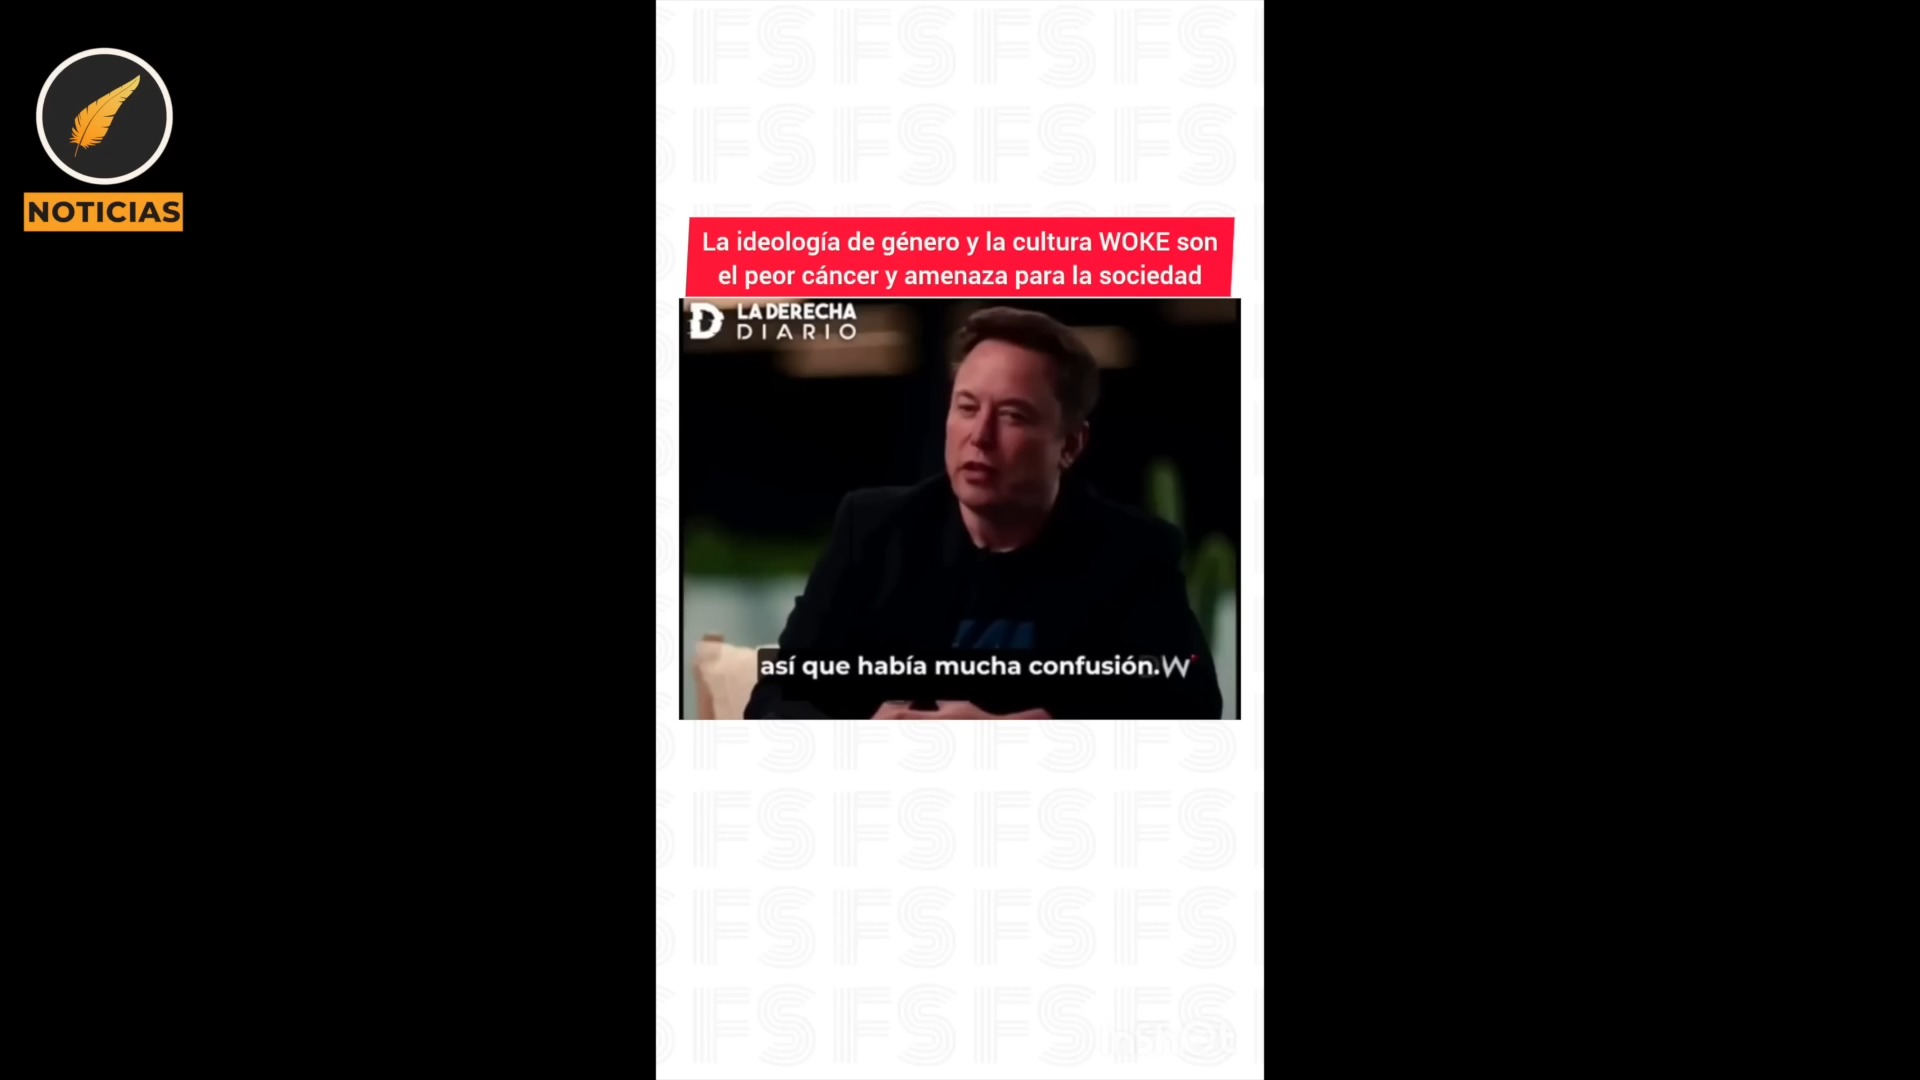 NOTICIAS
La ideología de género y la cultura WOKE son
el peor cáncer y amenaza para la sociedad
LA DERECHA
DIARIO
así que había mucha confusión.
DW